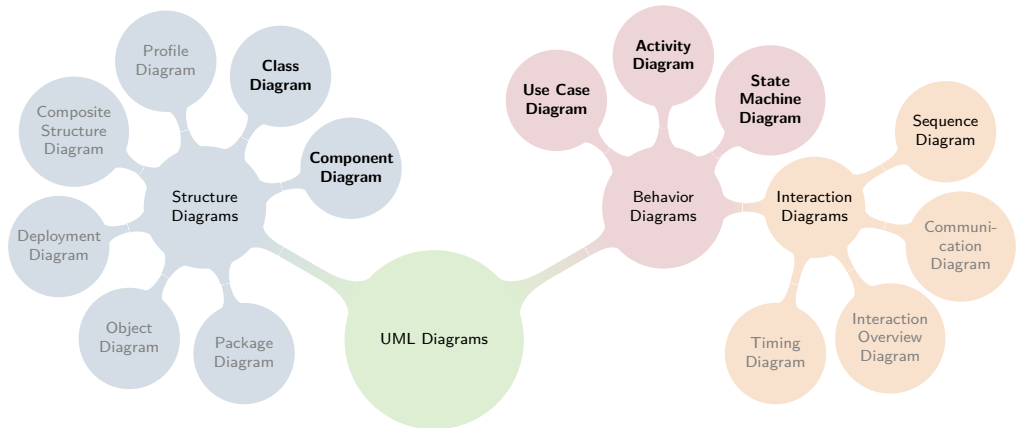 Profile
Diagram
Class
Diagram
Composite
Structure
Diagram
Component
Diagram
Structure
Diagrams
Deployment
Diagram
Object
Diagram
Package
Diagram
UML Diagrams
Use Case
Diagram
Activity
Diagram
State
Machine
Diagram
Behavior
Diagrams
Interaction
Diagrams
Sequence
Diagram
Communi-
cation
Diagram
Interaction
Overview
Diagram
Timing
Diagram